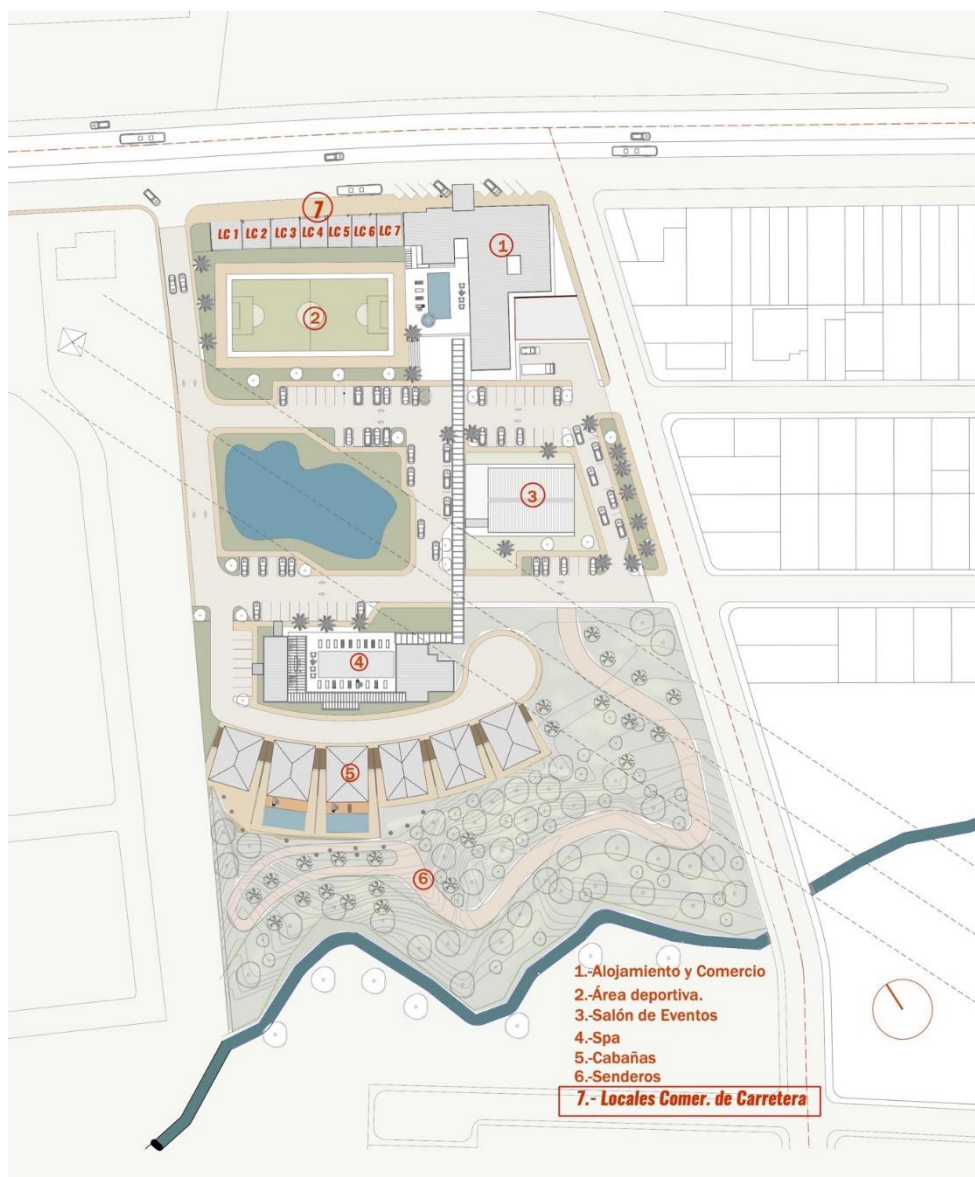 7
LC 1 LC 2 LC 3 LC 4 LC 5 LC 6 LC 7
1
2
3
4
5
6
1.-Alojamiento y Comercio
2.-Área deportiva.
3.-Salón de Eventos
4.-Spa
5.-Cabañas
6.-Senderos
7.- Locales Comer. de Carretera